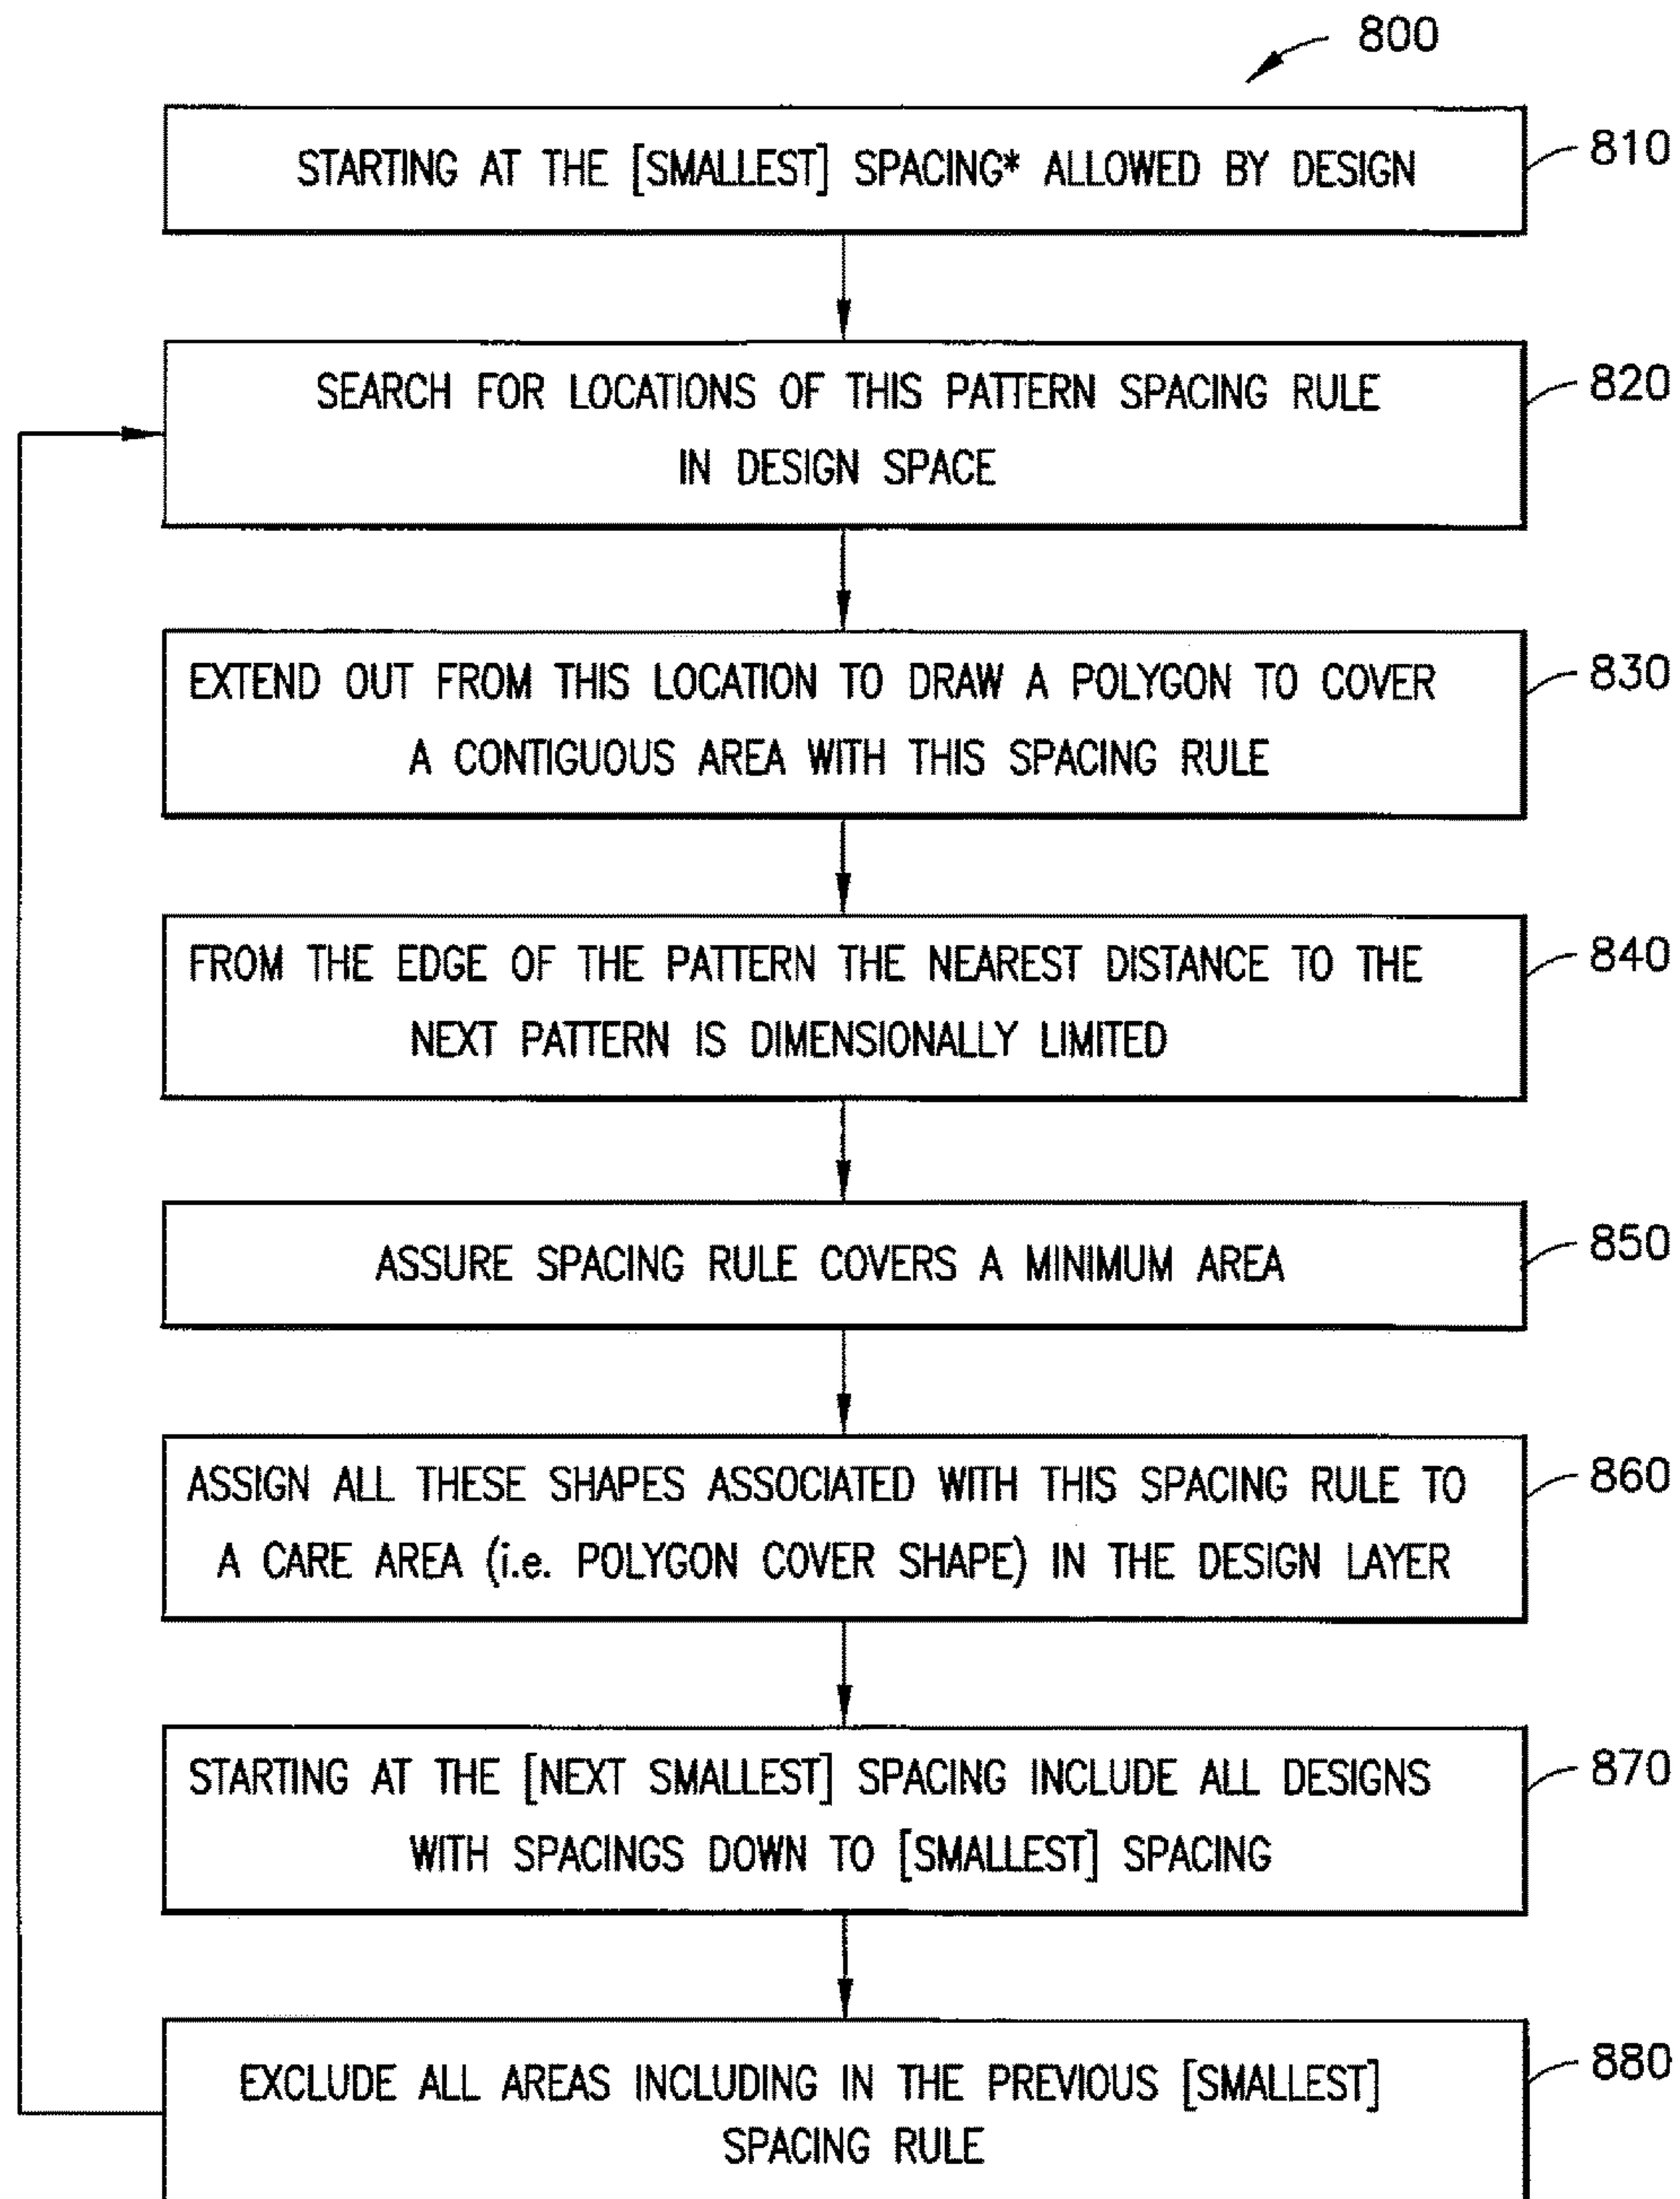 800
STARTING AT THE [SMALLEST] SPACING* ALLOWED BY DESIGN
810
SEARCH FOR LOCATIONS OF THIS PATTERN SPACING RULE
IN DESIGN SPACE
820
EXTEND OUT FROM THIS LOCATION TO DRAW A POLYGON TO COVER
A CONTIGUOUS AREA WITH THIS SPACING RULE
830
FROM THE EDGE OF THE PATTERN THE NEAREST DISTANCE TO THE
NEXT PATTERN IS DIMENSIONALLY LIMITED
840
ASSURE SPACING RULE COVERS A MINIMUM AREA
850
ASSIGN ALL THESE SHAPES ASSOCIATED WITH THIS SPACING RULE TO
A CARE AREA (i.e. POLYGON COVER SHAPE) IN THE DESIGN LAYER
860
STARTING AT THE [NEXT SMALLEST] SPACING INCLUDE ALL DESIGNS
WITH SPACINGS DOWN TO [SMALLEST] SPACING
870
EXCLUDE ALL AREAS INCLUDING IN THE PREVIOUS [SMALLEST]
SPACING RULE
880